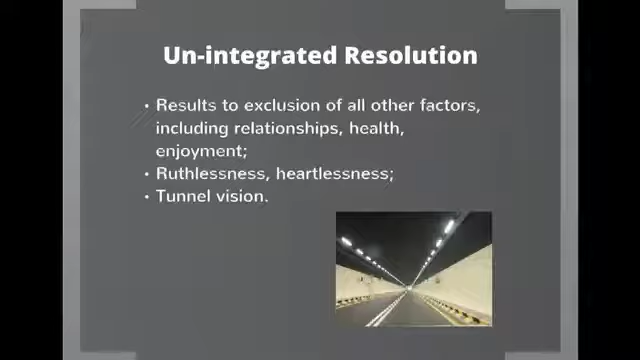 Un-integrated Resolution
• Results to exclusion of all other factors,
including relationships, health,
enjoyment;
• Ruthlessness, heartlessness;
• Tunnel vision.